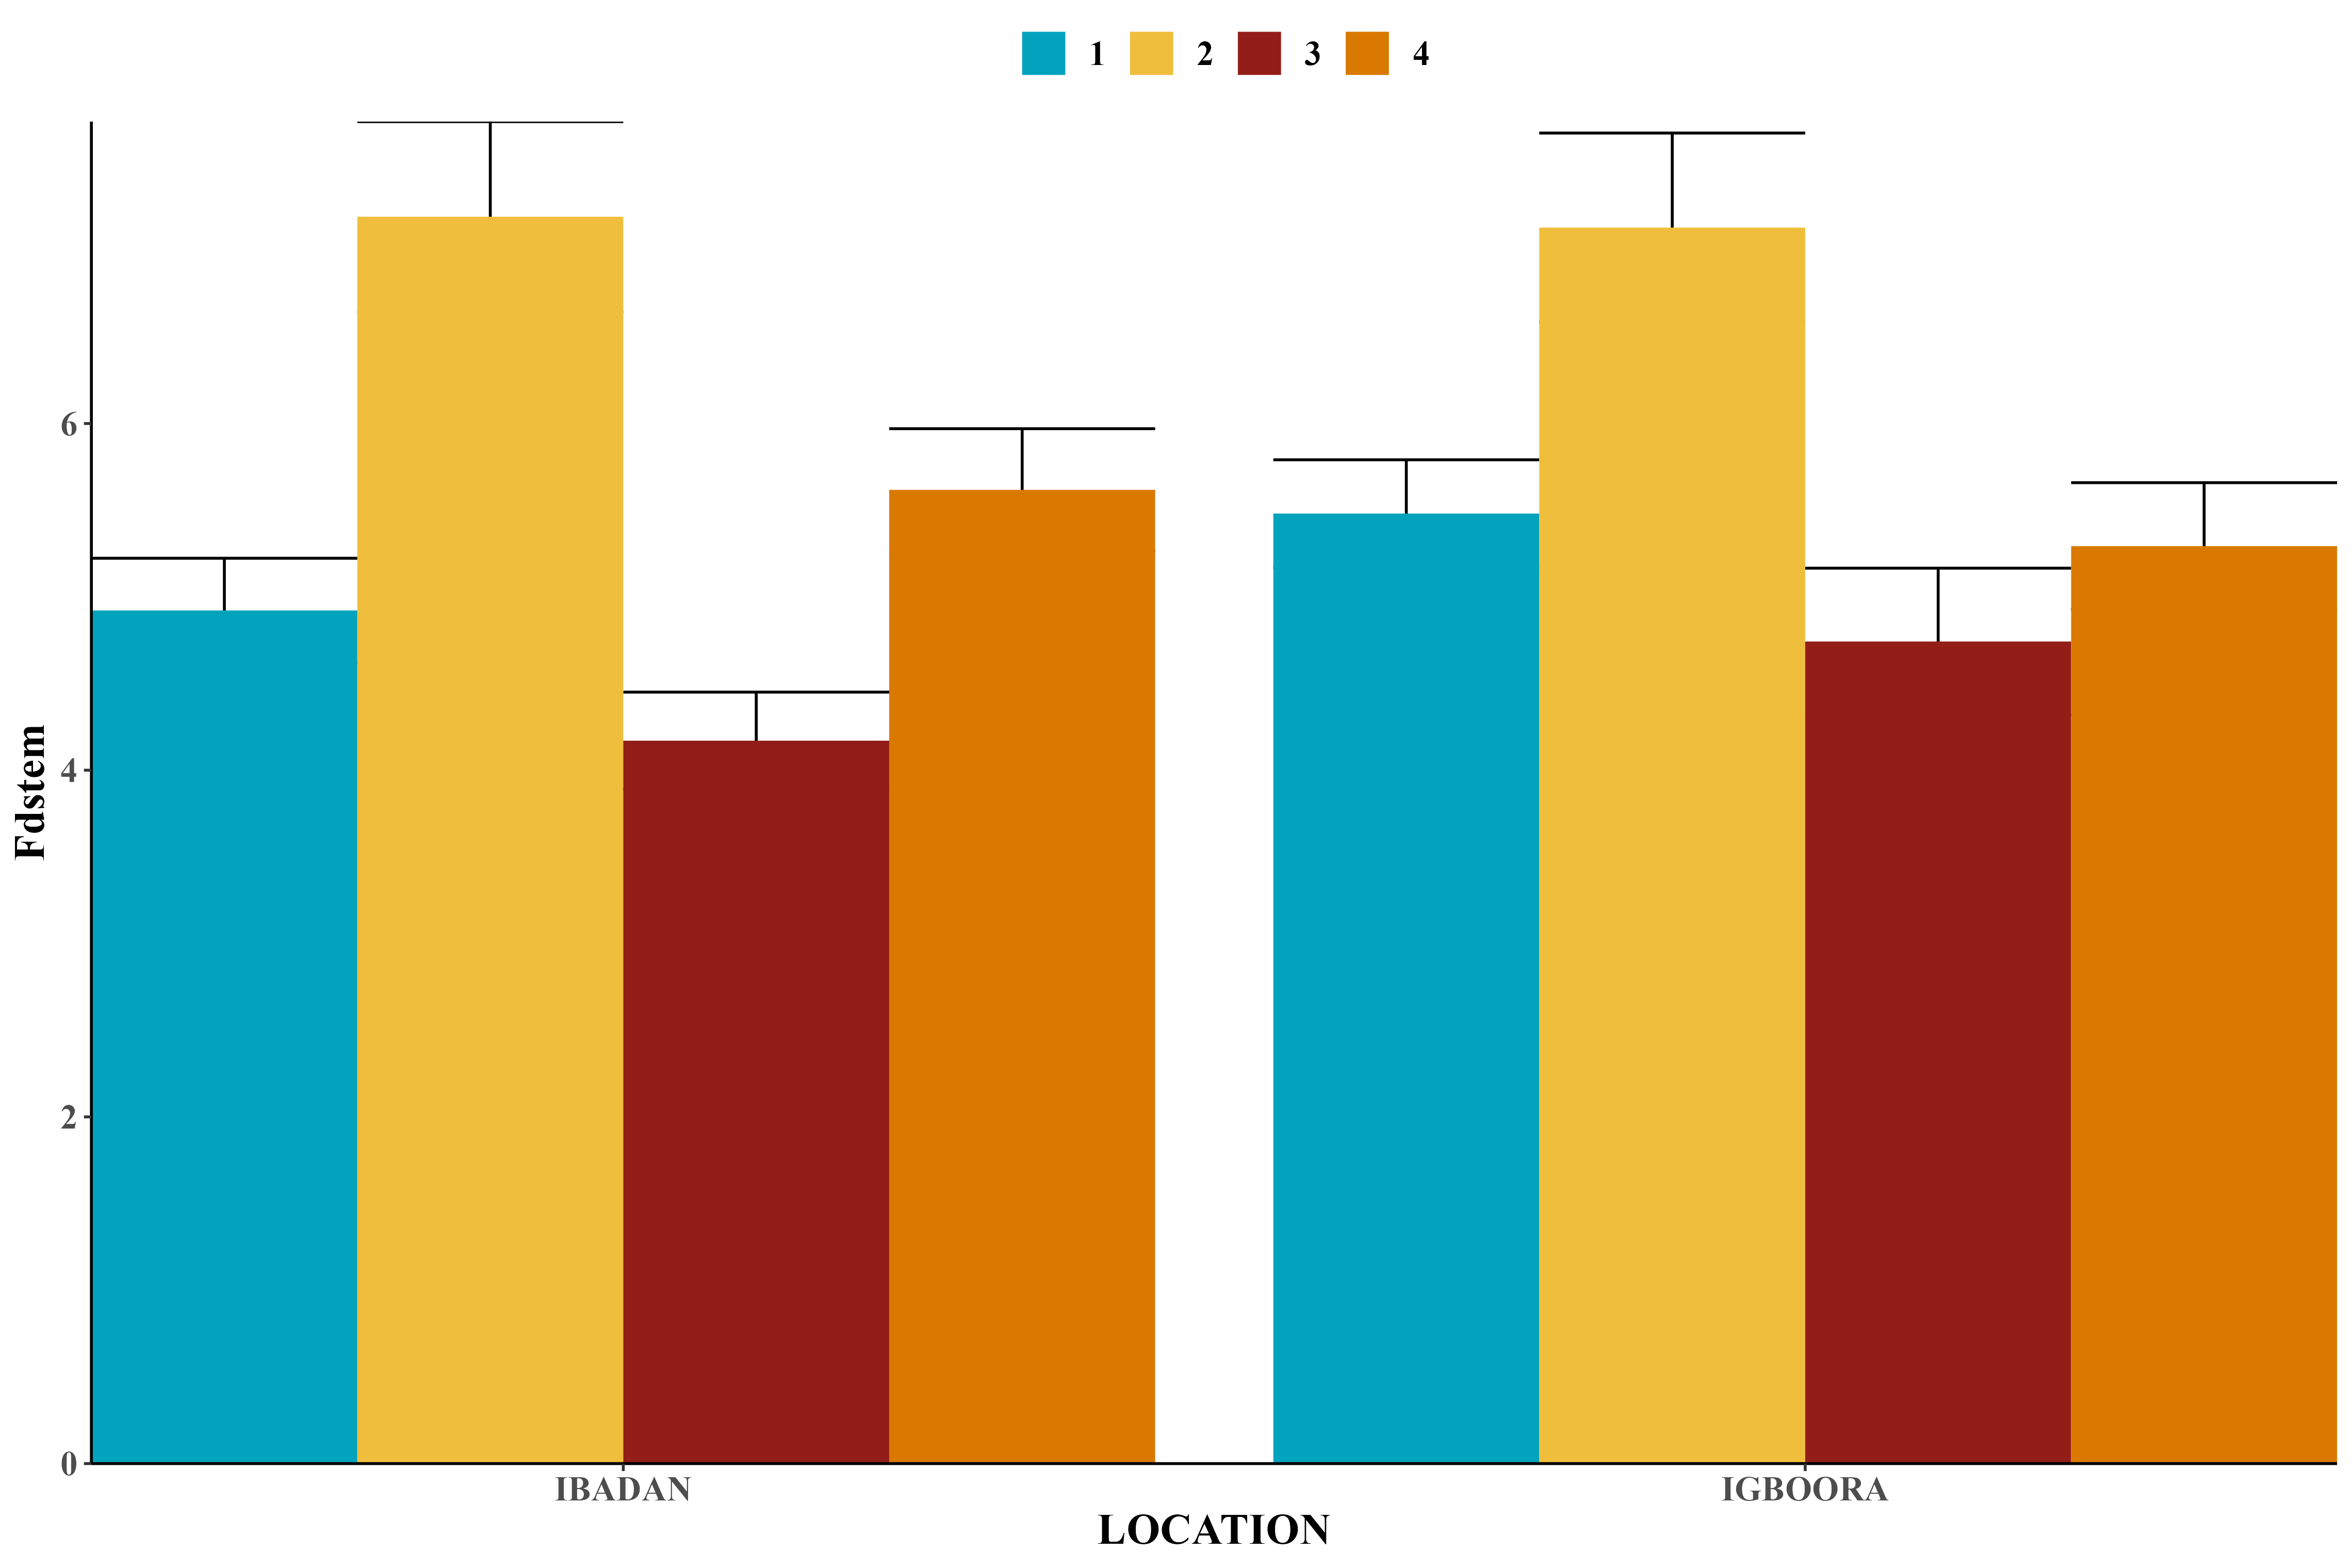 1 2 3 4
Fdstem
6
4
2
0
IBADAN IGBOORA
LOCATION